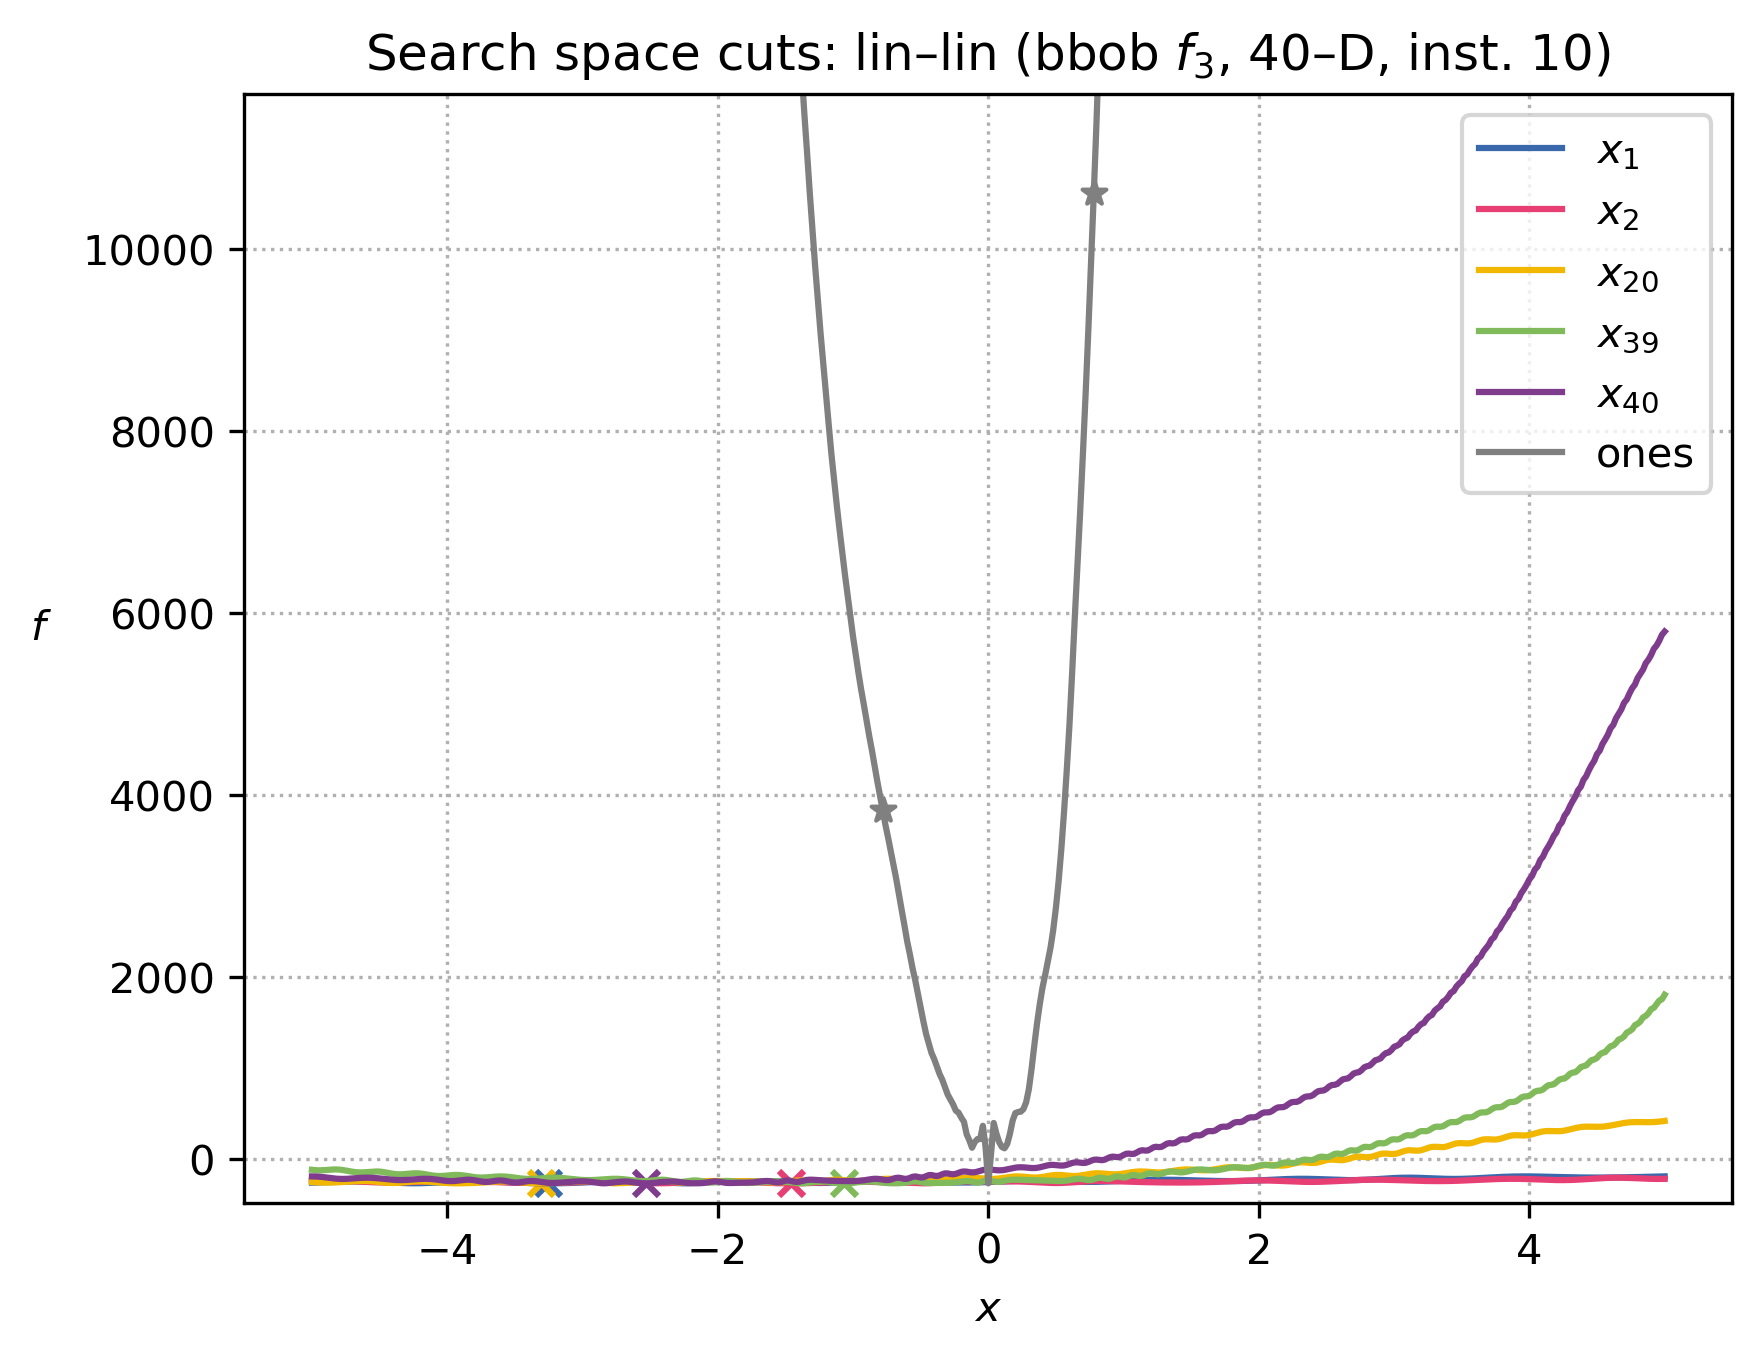 Search space cuts: lin–lin (bbob f₃, 40–D, inst. 10)
x₁
x₂
x₂₀
x₃₉
x₄₀
ones
10000
8000
6000
4000
2000
0
f
−4 −2 0 2 4
x